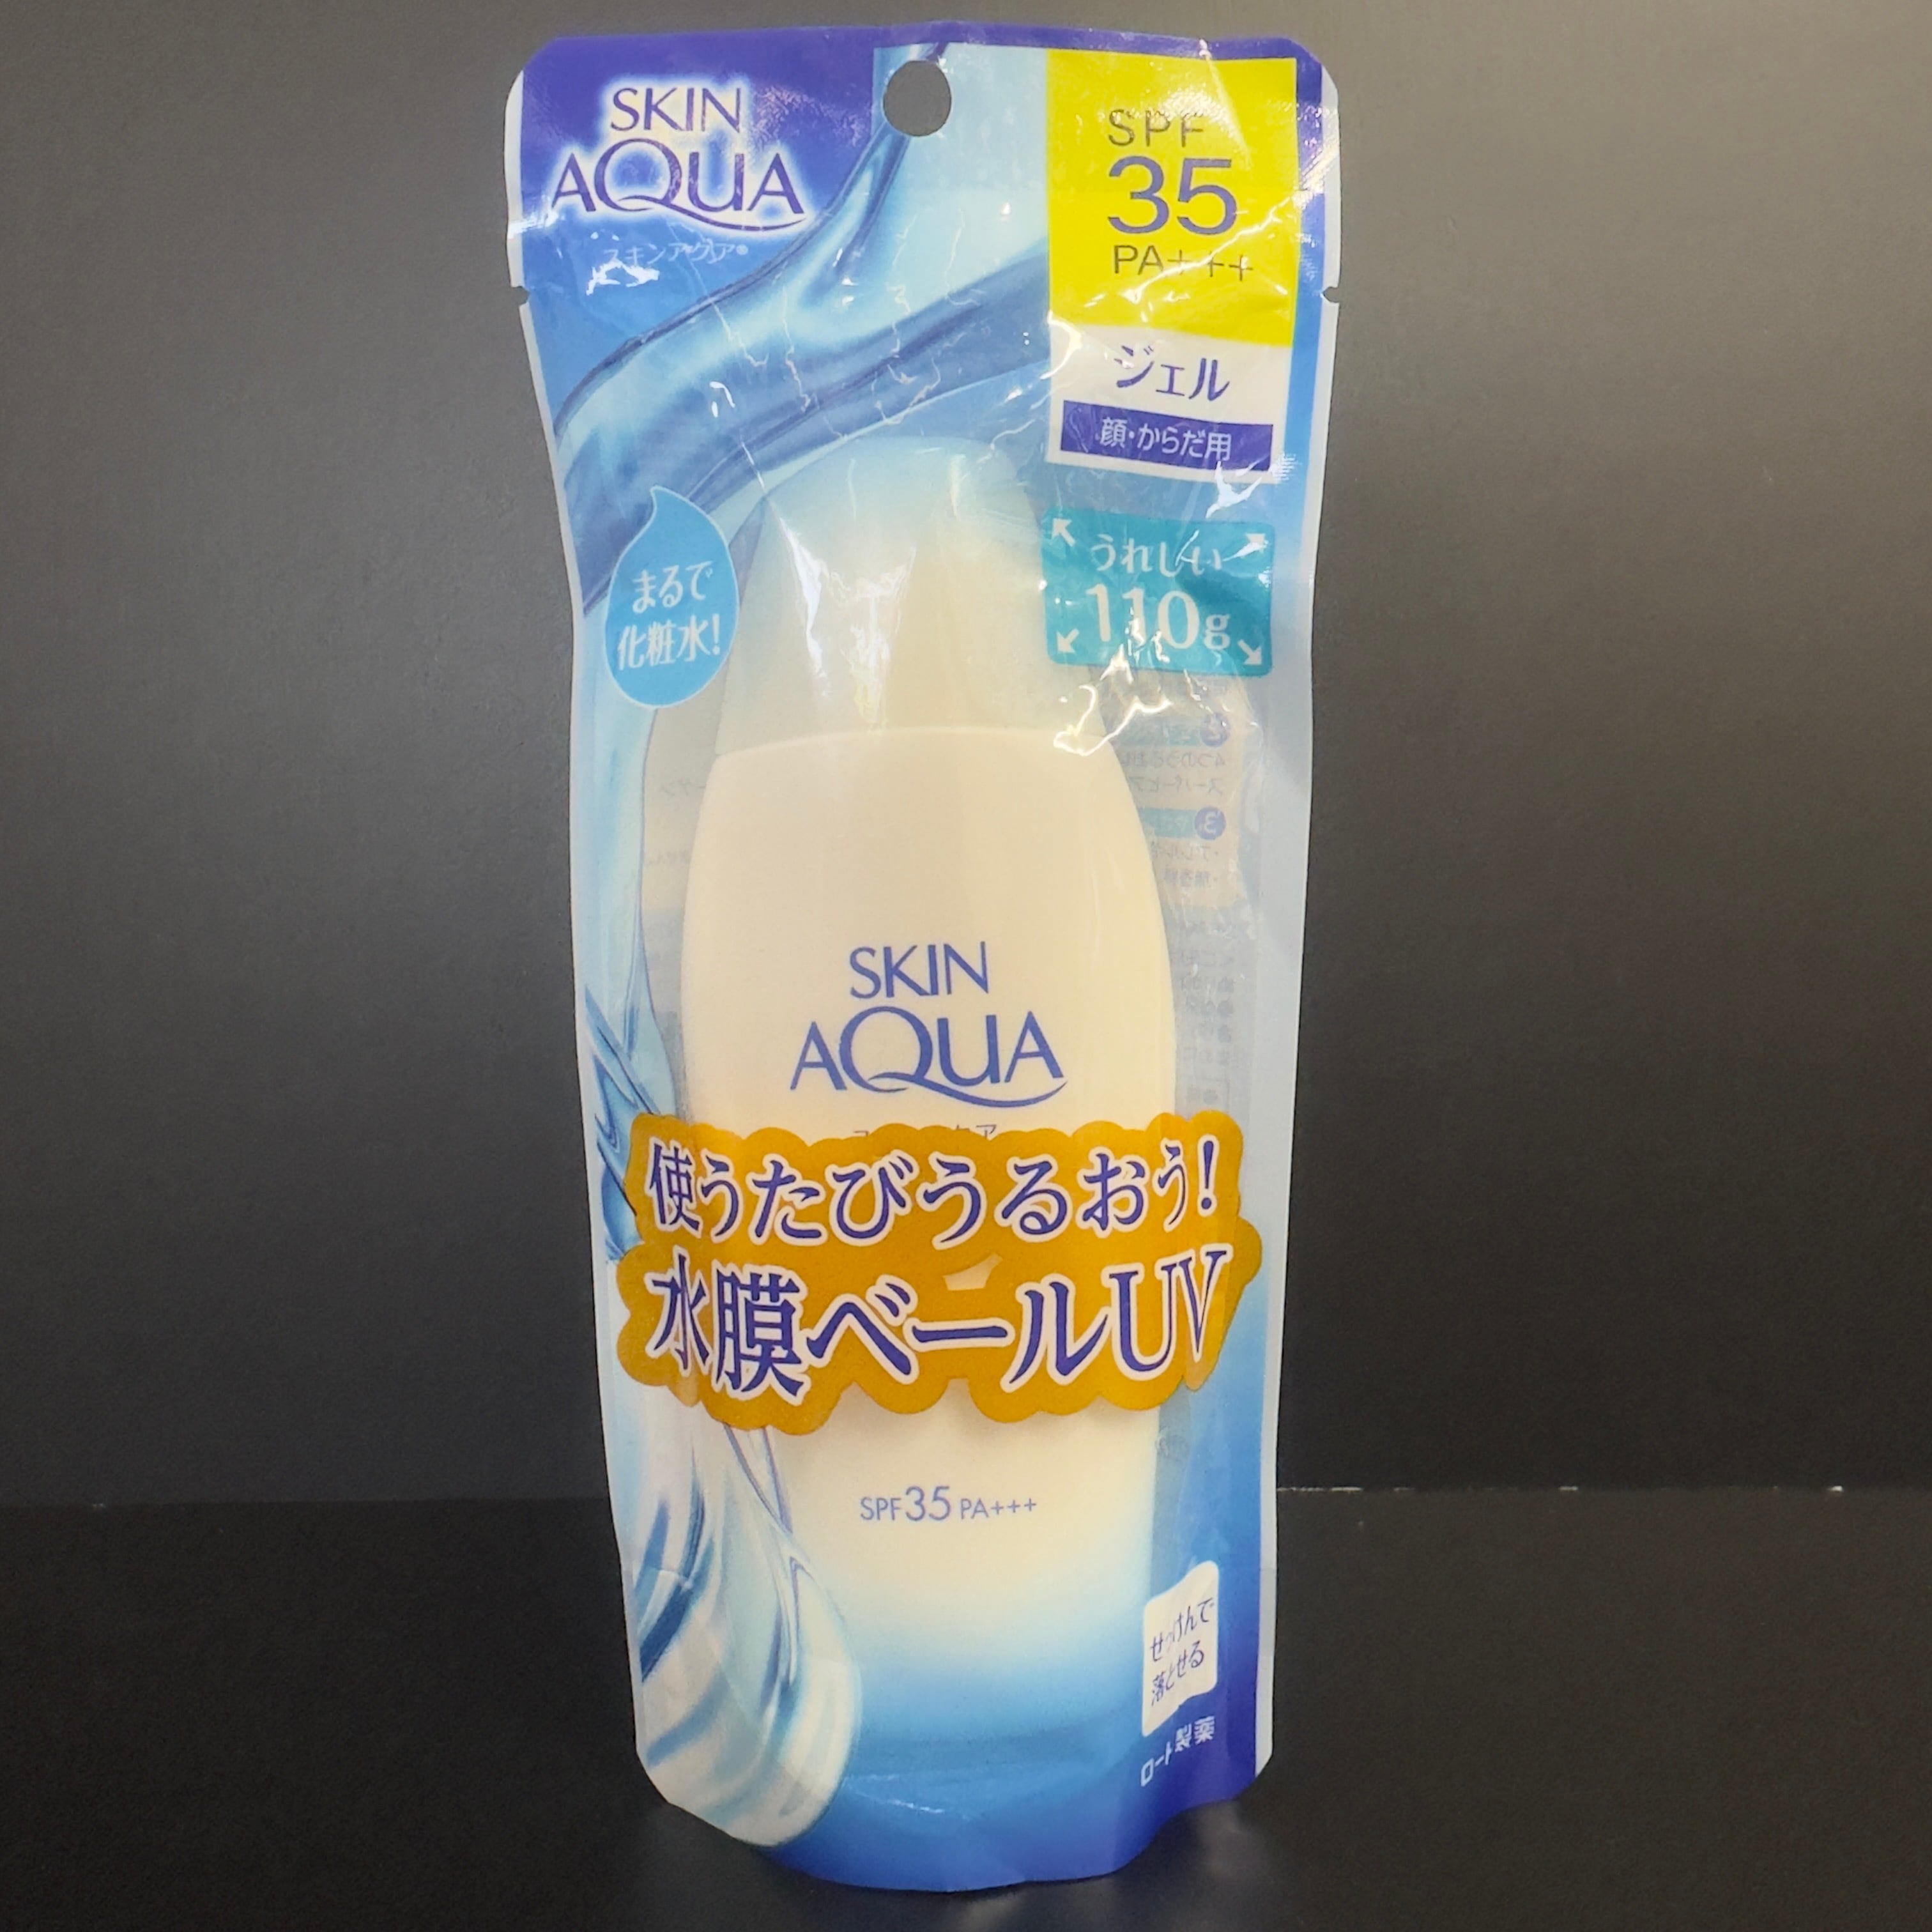 SKIN
AQUA
スキンアクア®
SPF
35
PA+++
ジェル
顔・からだ用
まるで
化粧水!
うれしい
110g
SKIN
AQUA
使うたびうるおう!
水膜ベールUV
SPF35 PA+++
せっけんで
落とせる
ロート製薬